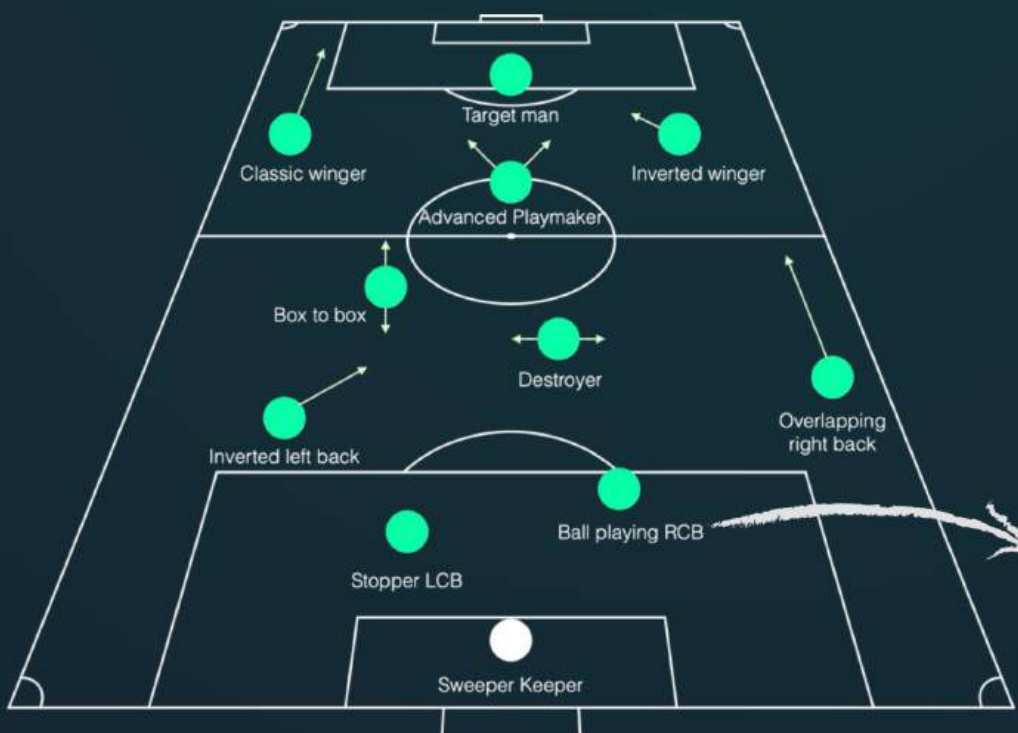 Target man
Classic winger
Inverted winger
Advanced Playmaker
Box to box
Destroyer
Overlapping
right back
Inverted left back
Ball playing RCB
Stopper LCB
Sweeper Keeper